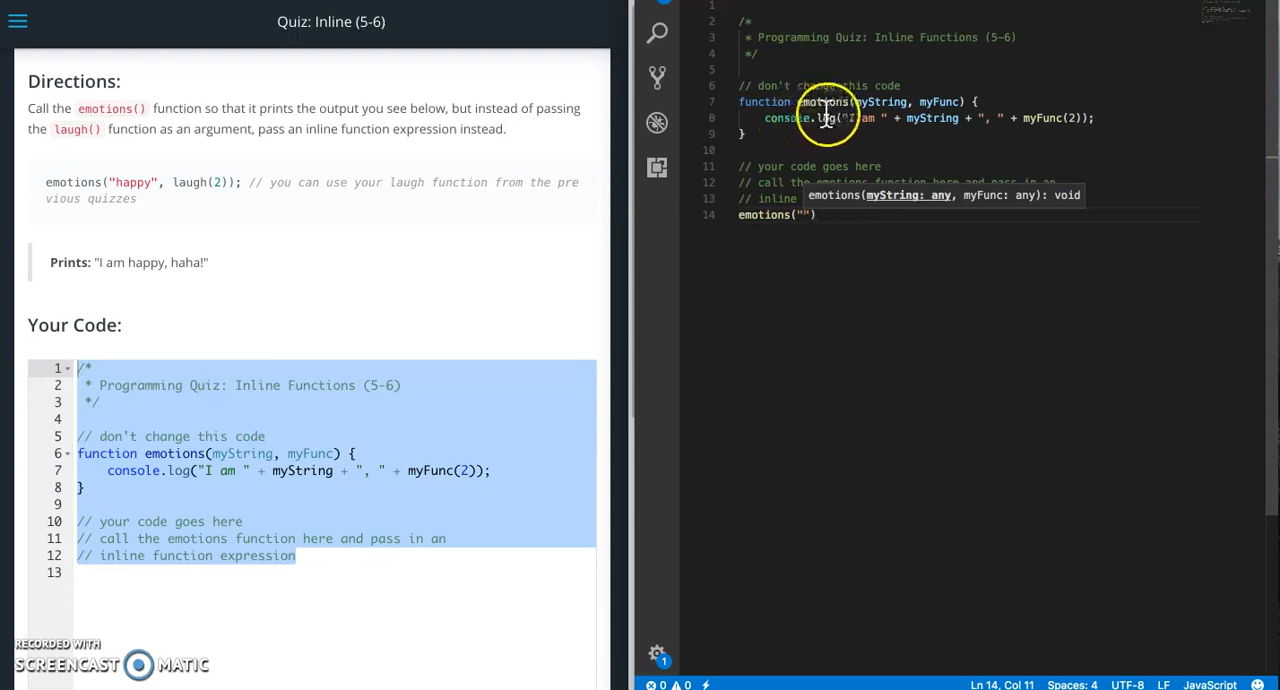 Quiz: Inline (5-6)
Directions:
Call the emotions() function so that it prints the output you see below, but instead of passing
the laugh() function as an argument, pass an inline function expression instead.
emotions("happy", laugh(2)); // you can use your laugh function from the pre
vious quizzes
Prints: "I am happy, haha!"
Your Code:
1 /*
2 * Programming Quiz: Inline Functions (5-6)
3 */
4
5 // don't change this code
6 function emotions(myString, myFunc) {
7 console.log("I am " + myString + ", " + myFunc(2));
8 }
9
10 // your code goes here
11 // call the emotions function here and pass in an
12 // inline function expression
13
RECORDED WITH
SCREENCAST MATIC
1
2 /*
3 * Programming Quiz: Inline Functions (5-6)
4 */
5
6 // don't change this code
7 function emotions(myString, myFunc) {
8 console.log("I am " + myString + ", " + myFunc(2));
9 }
10
11 // your code goes here
12 // call the emotions function here and pass in an
13 // inline
emotions(myString: any, myFunc: any): void
14 emotions("")
1
0 0
Ln 14, Col 11 Spaces: 4 UTF-8 LF JavaScript